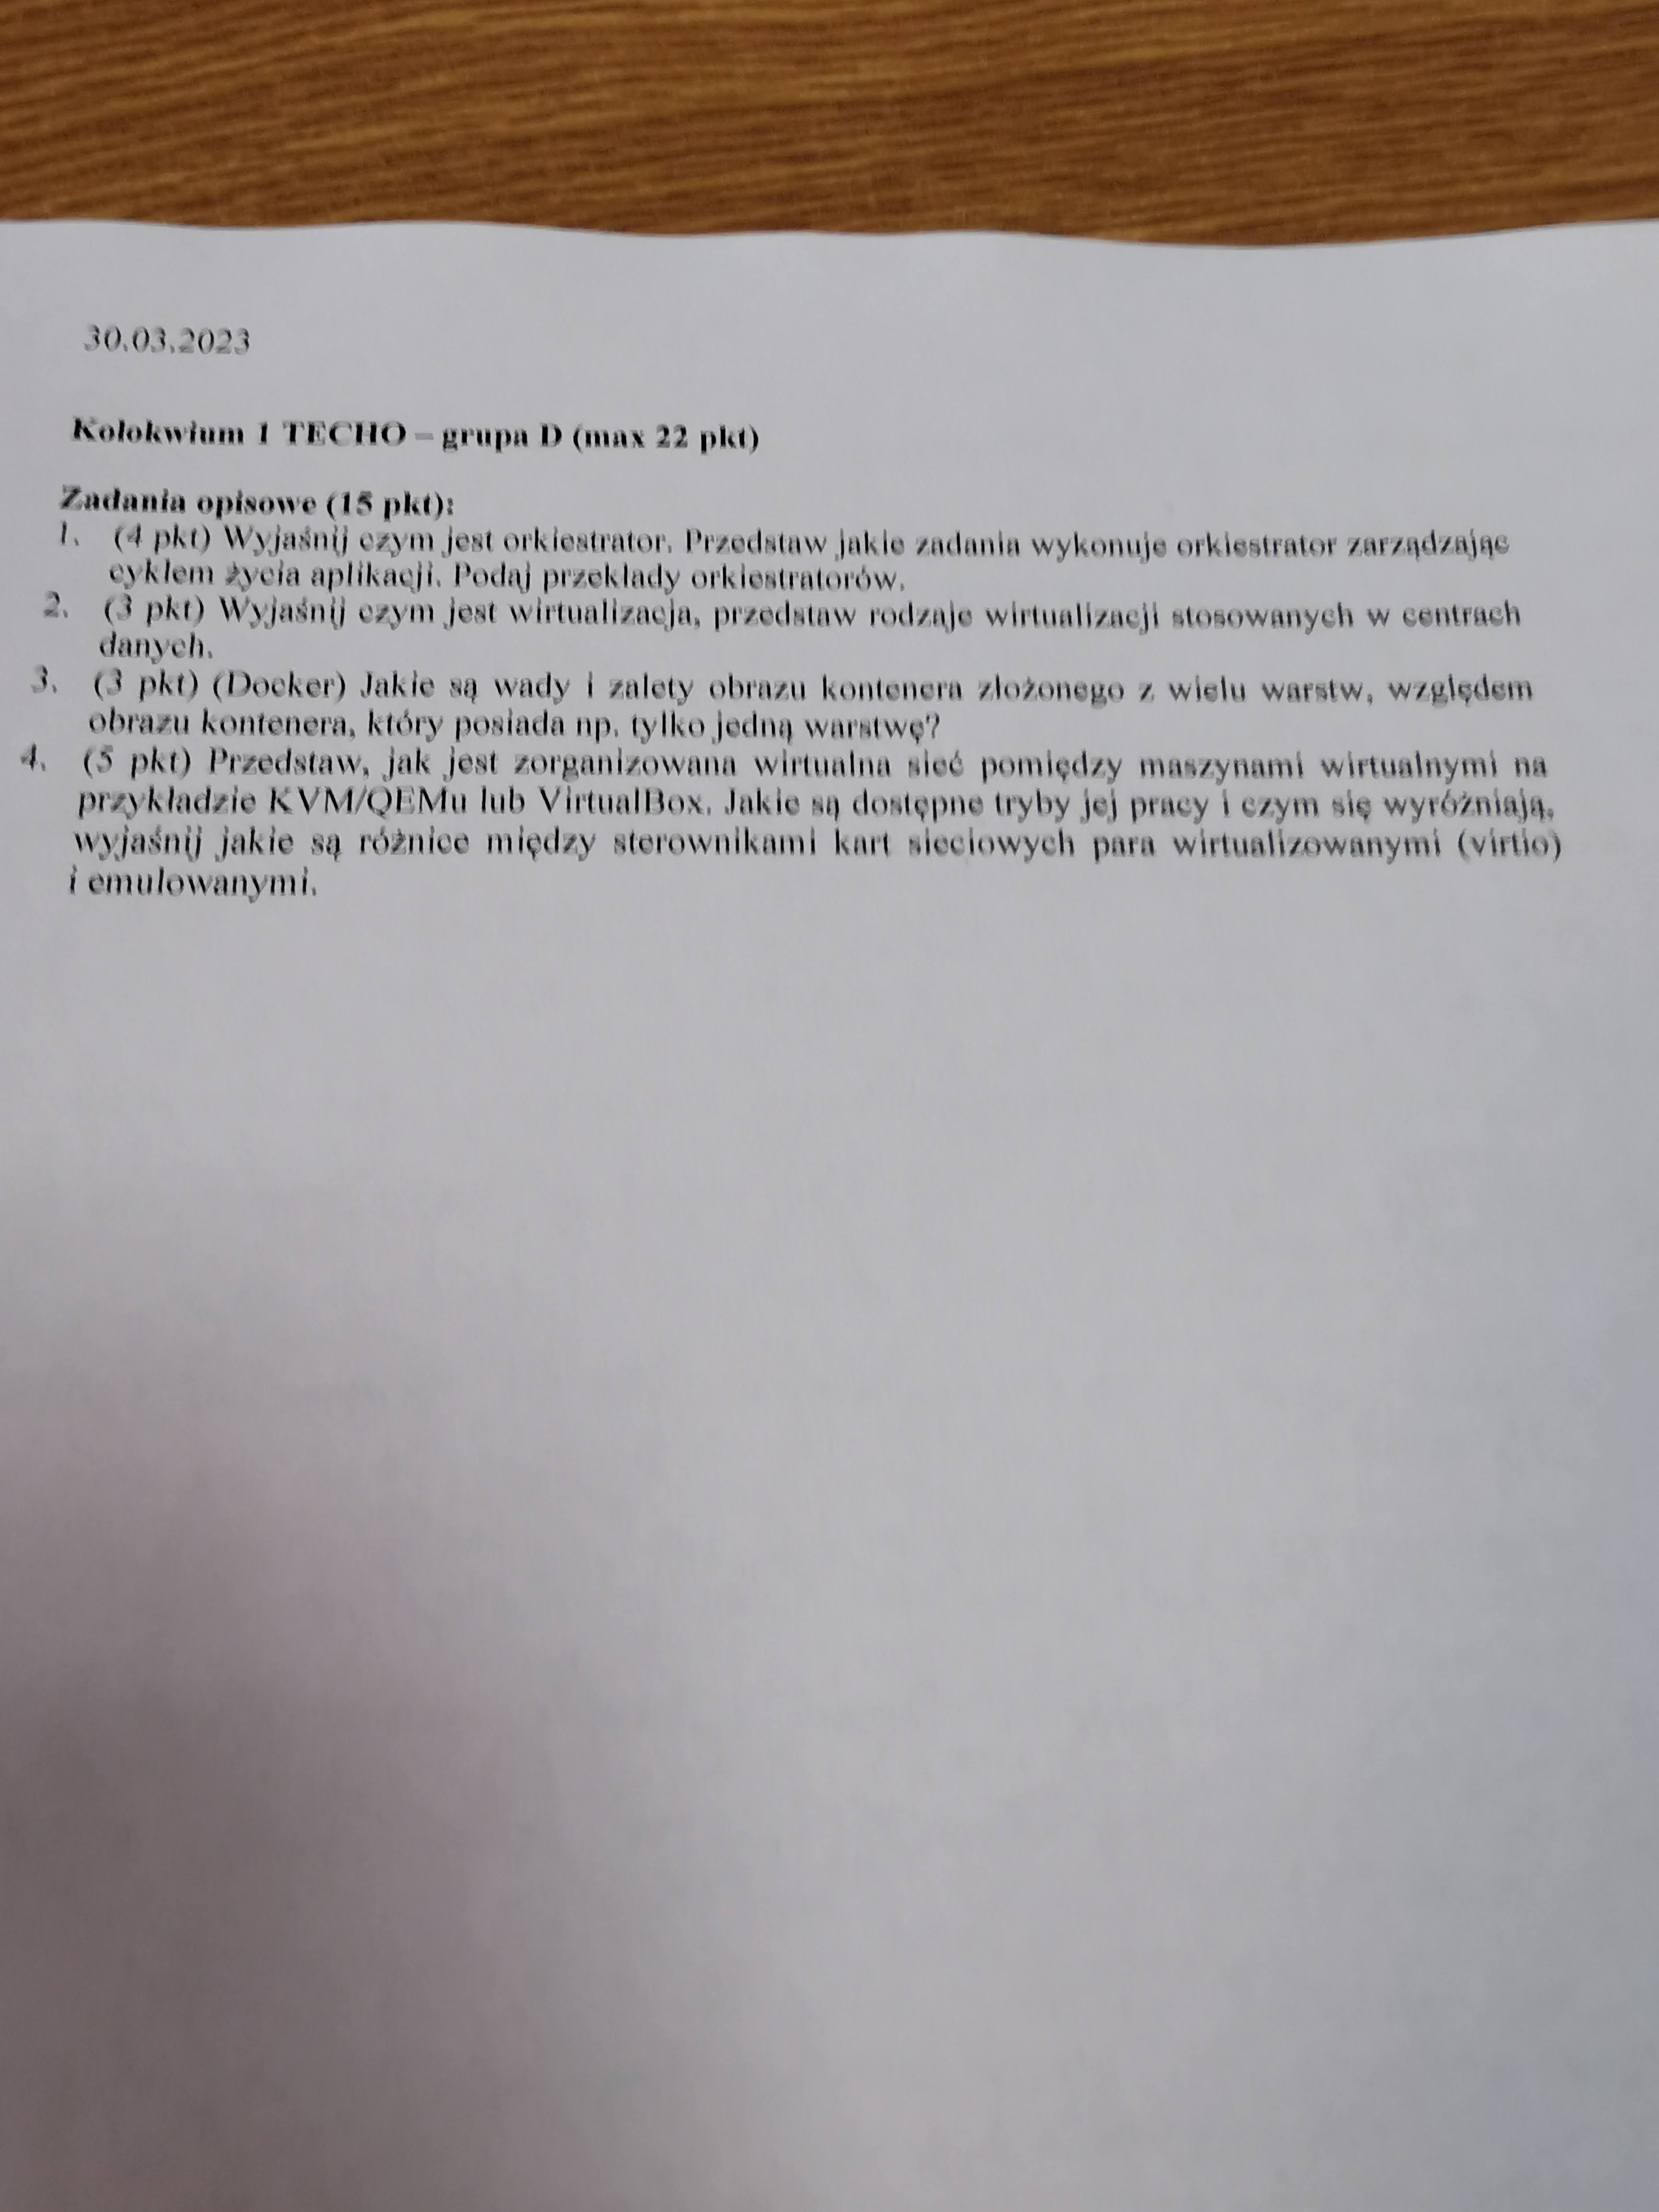 30.03.2023
Kolokwium 1 TECHO – grupa D (max 22 pkt)
Zadania opisowe (15 pkt):
1. (4 pkt) Wyjaśnij czym jest orkiestrator. Przedstaw jakie zadania wykonuje orkiestrator zarządzając
cyklem życia aplikacji. Podaj przekłady orkiestratorów.
2. (3 pkt) Wyjaśnij czym jest wirtualizacja, przedstaw rodzaje wirtualizacji stosowanych w centrach
danych.
3. (3 pkt) (Docker) Jakie są wady i zalety obrazu kontenera złożonego z wielu warstw, względem
obrazu kontenera, który posiada np. tylko jedną warstwę?
4. (5 pkt) Przedstaw, jak jest zorganizowana wirtualna sieć pomiędzy maszynami wirtualnymi na
przykładzie KVM/QEMu lub VirtualBox. Jakie są dostępne tryby jej pracy i czym się wyróżniają,
wyjaśnij jakie są różnice między sterownikami kart sieciowych para wirtualizowanymi (virtio)
i emulowanymi.